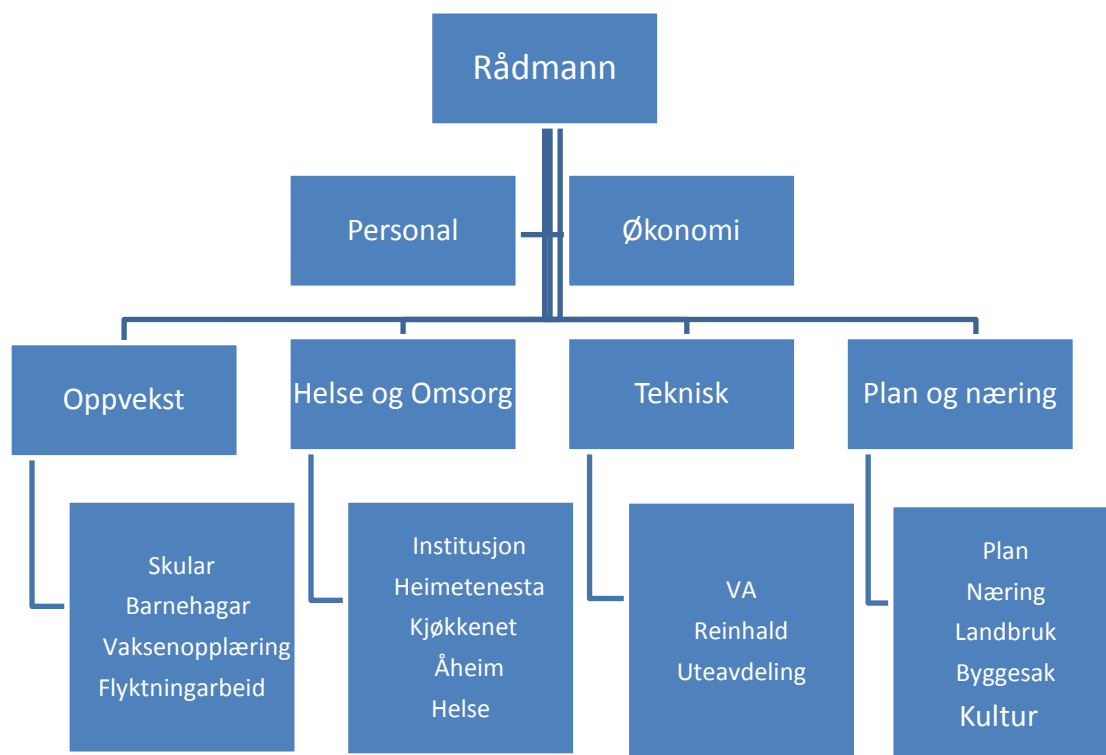 Rådmann
Personal
Økonomi
Oppvekst
Helse og Omsorg
Teknisk
Plan og næring
Skular
Barnehagar
Vaksenopplæring
Flyktningarbeid
Institusjon
Heimetenesta
Kjøkkenet
Åheim
Helse
VA
Reinhald
Uteavdeling
Plan
Næring
Landbruk
Byggesak
Kultur